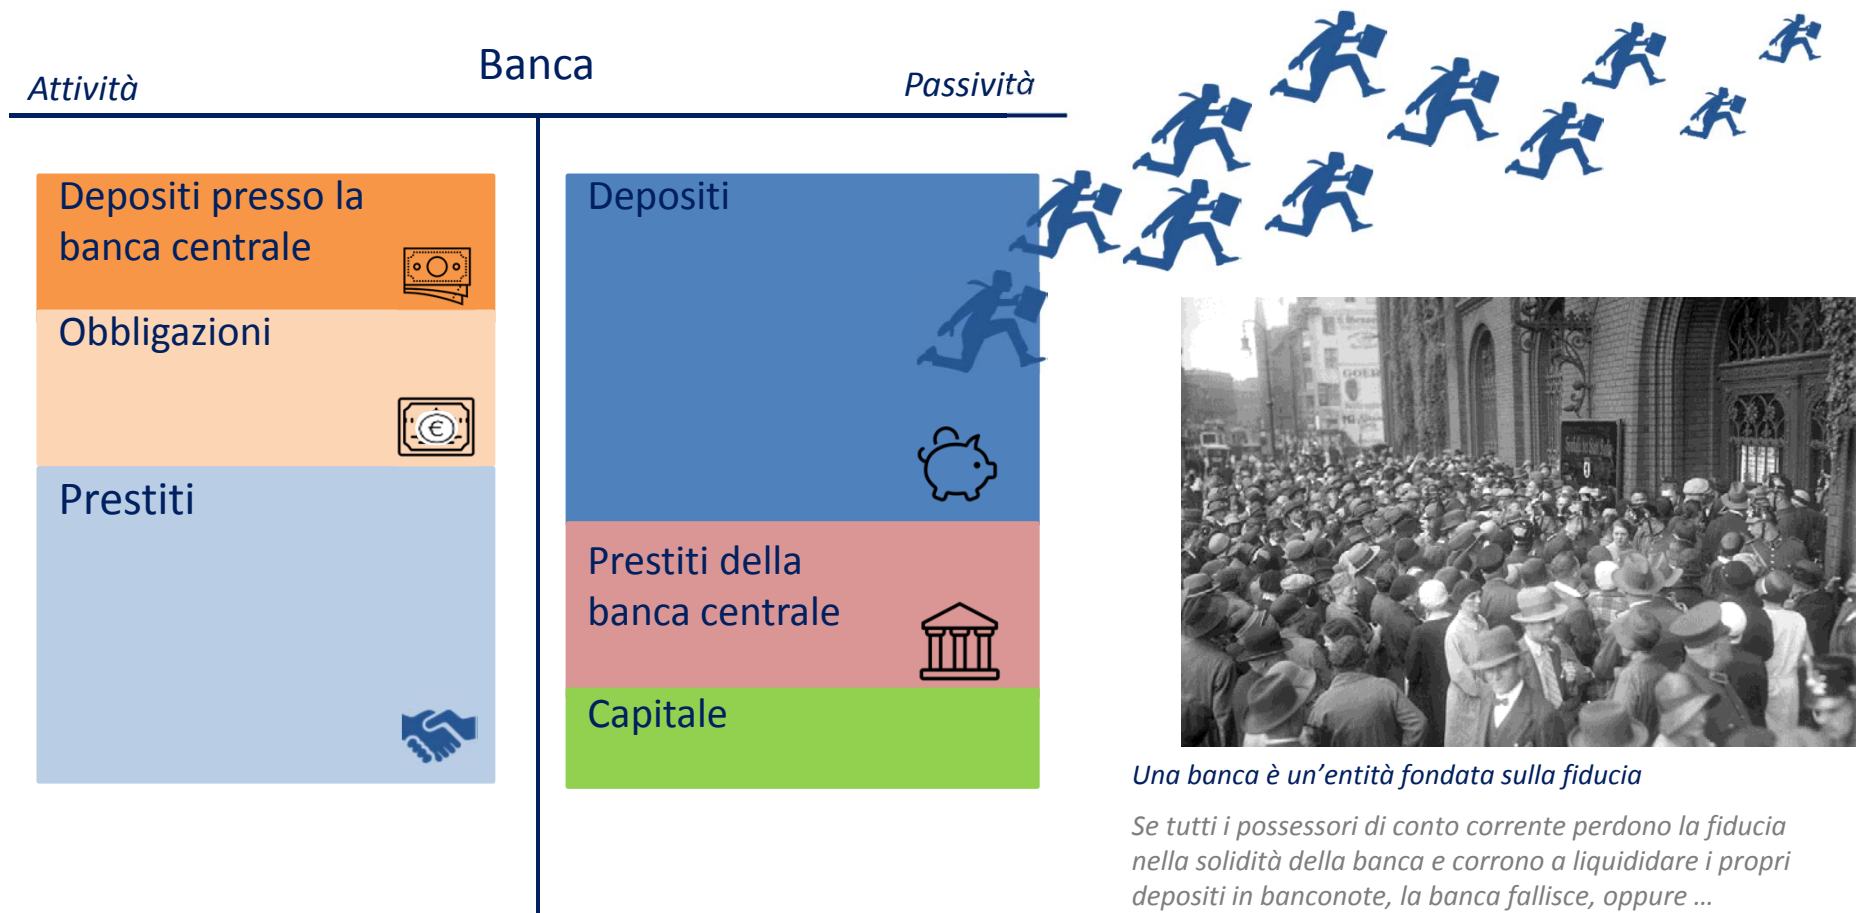 Banca
Attività
Passività
Depositi presso la
banca centrale
Obbligazioni
€
Prestiti
Depositi
Prestiti della
banca centrale
Capitale
Una banca è un’entità fondata sulla fiducia
Se tutti i possessori di conto corrente perdono la fiducia
nella solidità della banca e corrono a liquididare i propri
depositi in banconote, la banca fallisce, oppure ...